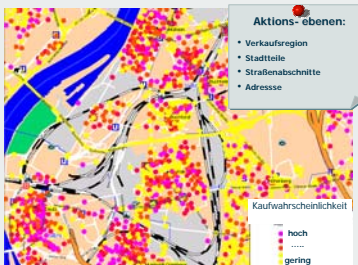 Aktions- ebenen:
• Verkaufsregion
• Stadtteile
• Straßenabschnitte
• Adressse
Kaufwahrscheinlichkeit
hoch
.....
gering